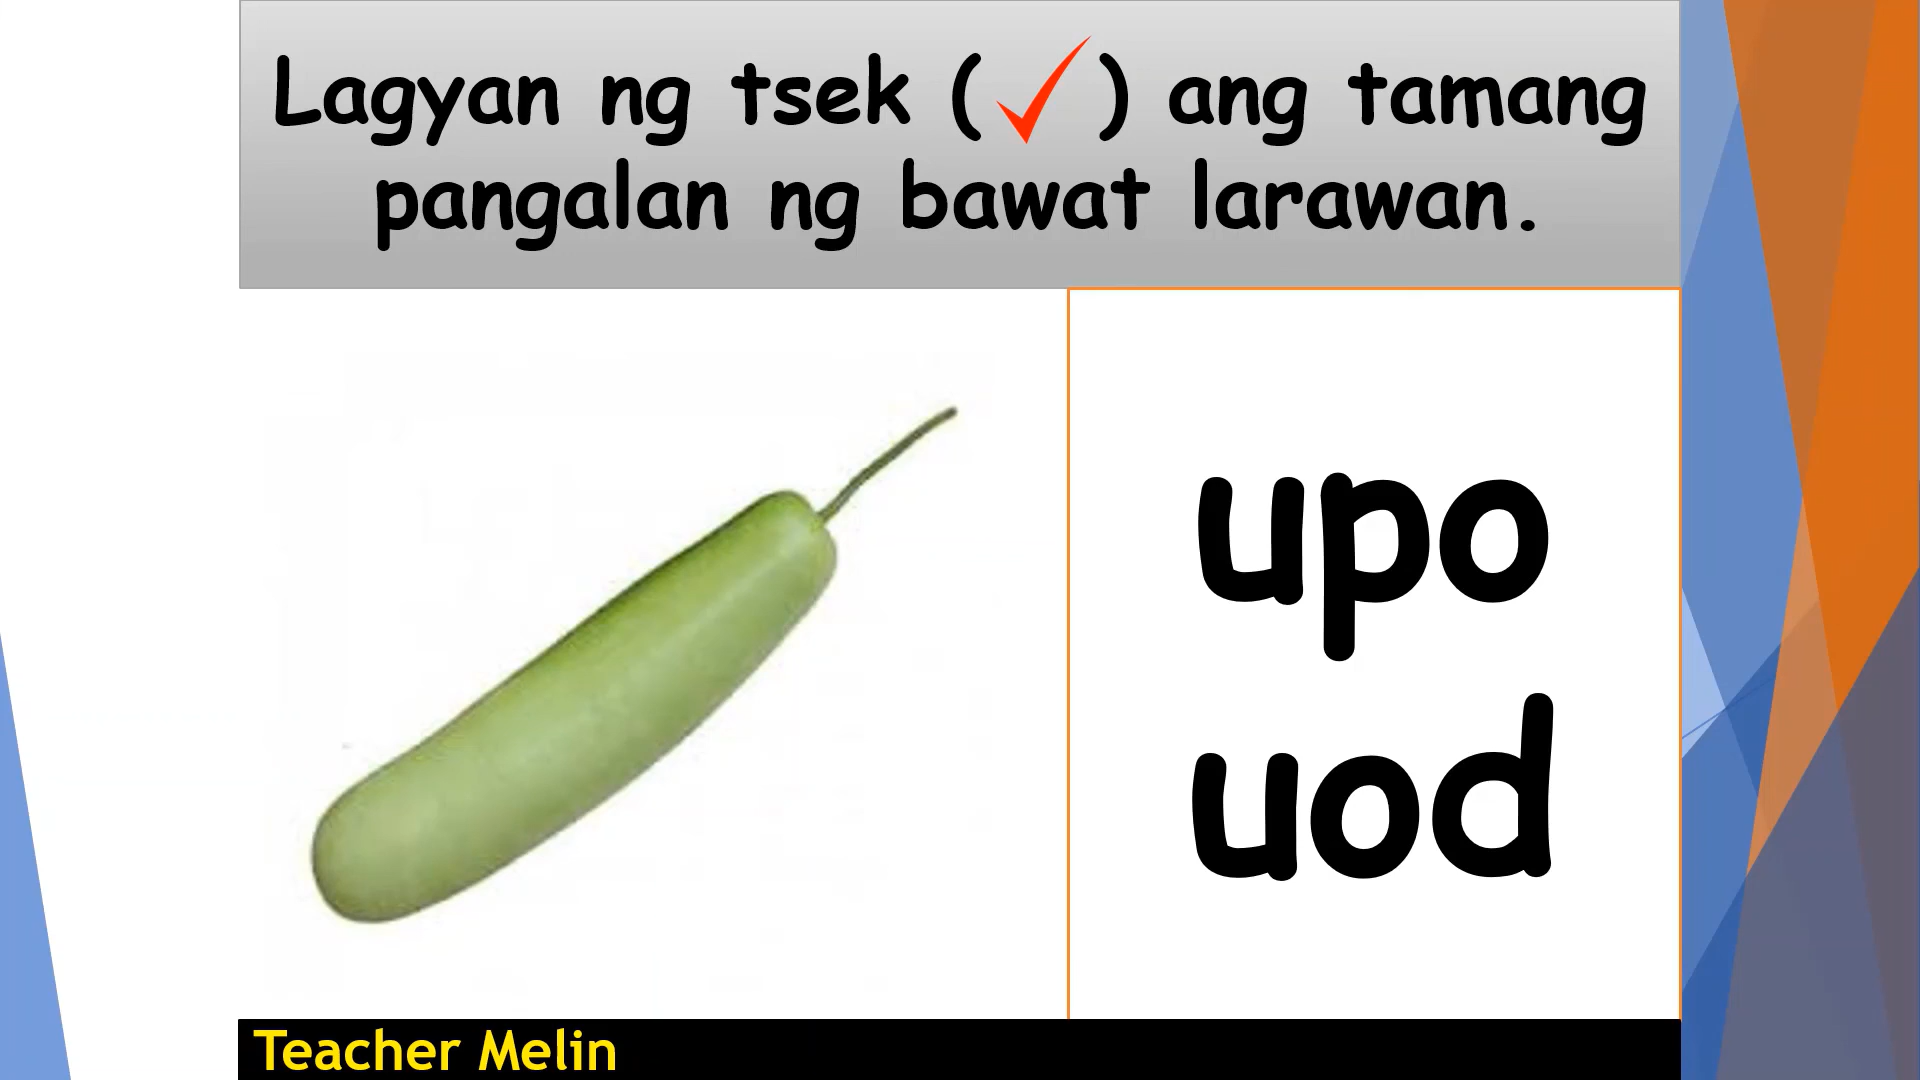 Lagyan ng tsek (✓) ang tamang
pangalan ng bawat larawan.
upo
uod
Teacher Melin